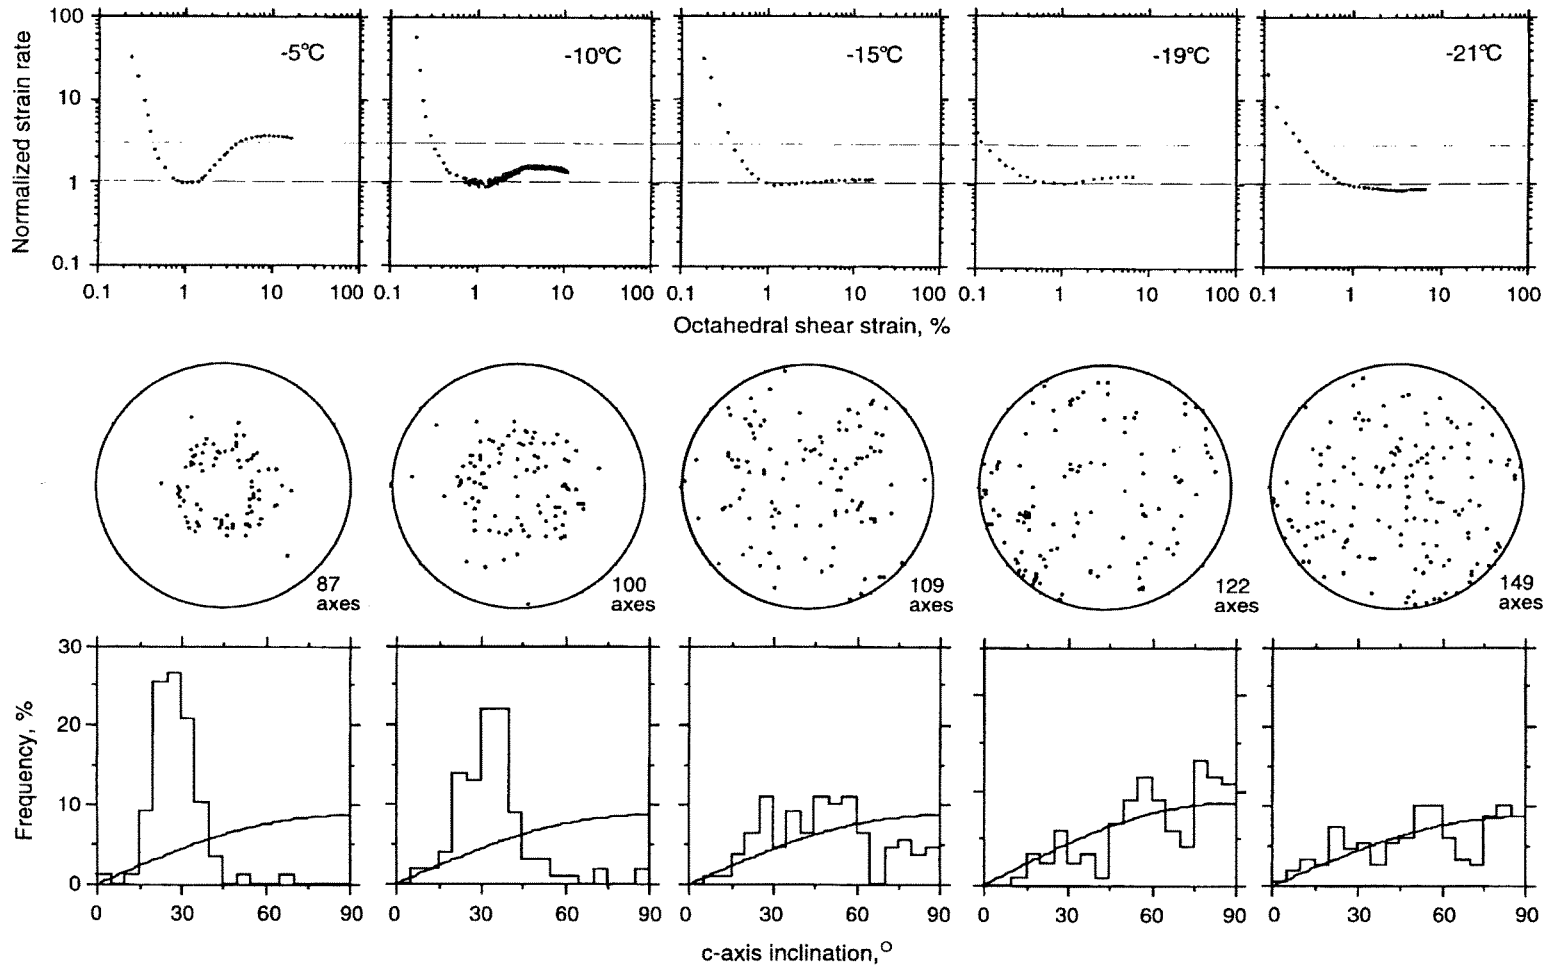 Normalized strain rate
100
10
1
0.1
-5°C
-10°C
-15°C
-19°C
-21°C
0.1 1 10 100
0.1 1 10 100
0.1 1 10 100
0.1 1 10 100
0.1 1 10 100
Octahedral shear strain, %
87 axes
100 axes
109 axes
122 axes
149 axes
Frequency, %
30
20
10
0
0 30 60 90
0 30 60 90
0 30 60 90
0 30 60 90
0 30 60 90
c-axis inclination,°